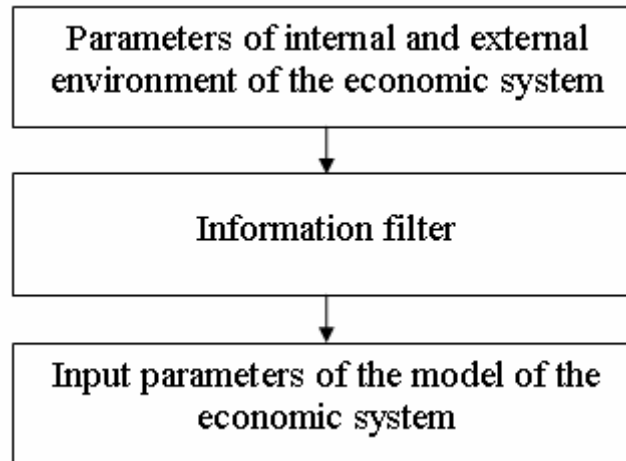 Parameters of internal and external
environment of the economic system
Information filter
Input parameters of the model of the
economic system